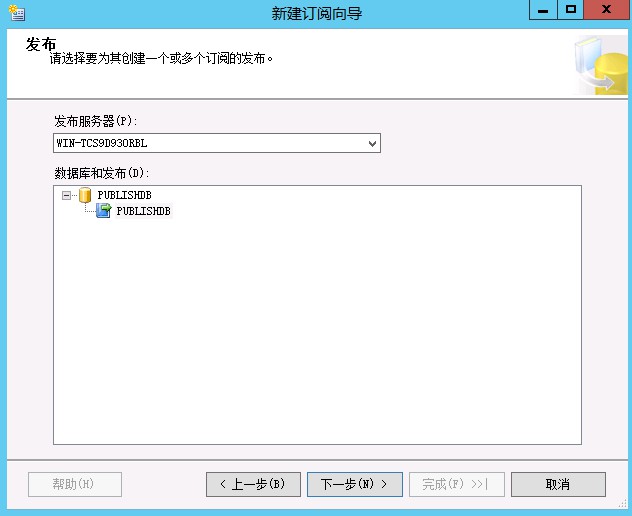 新建订阅向导
发布
请选择要为其创建一个或多个订阅的发布。
发布服务器(P):
WIN-TCS9D93ORBL
数据库和发布(D):
PUBLISHDB
PUBLISHDB
帮助(H)
< 上一步(B)
下一步(N) >
完成(F) >>|
取消